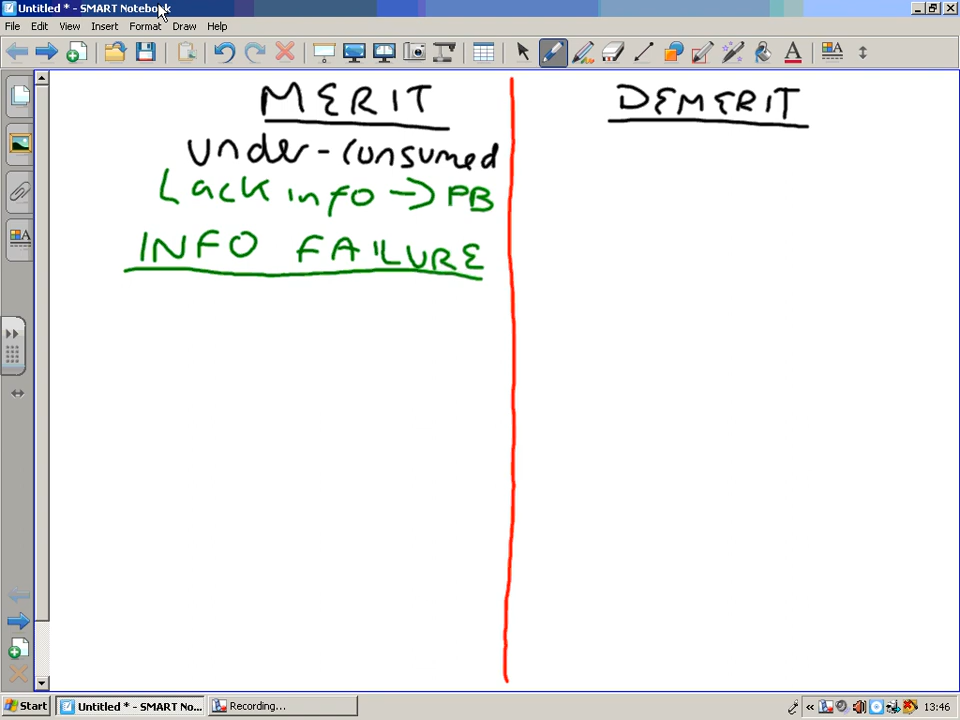 Untitled * - SMART Notebook
File Edit View Insert Format Draw Help
MERIT
DEMERIT
under-consumed
Lack info → PB
INFO FAILURE
Start
Untitled * - SMART No...
Recording...
13:46